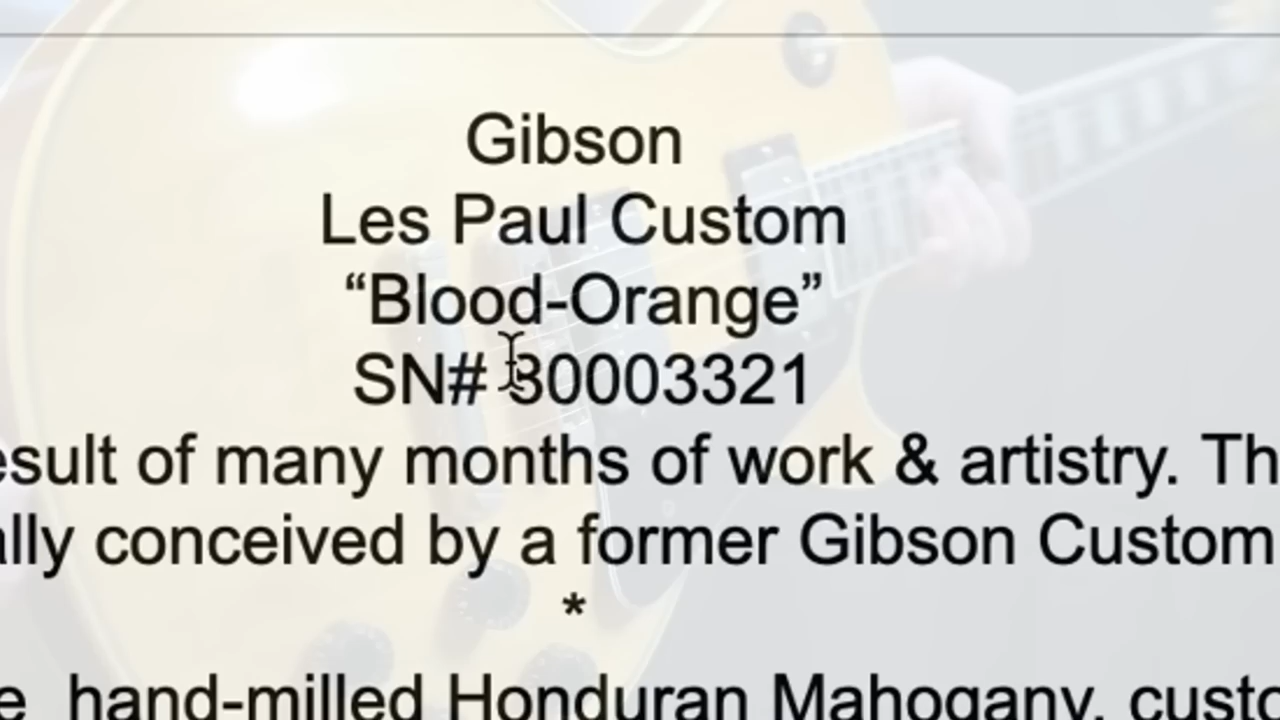 Gibson
Les Paul Custom
“Blood-Orange”
SN# 30003321
esult of many months of work & artistry. Th
ally conceived by a former Gibson Custom
*
e hand-milled Honduran Mahogany, custo